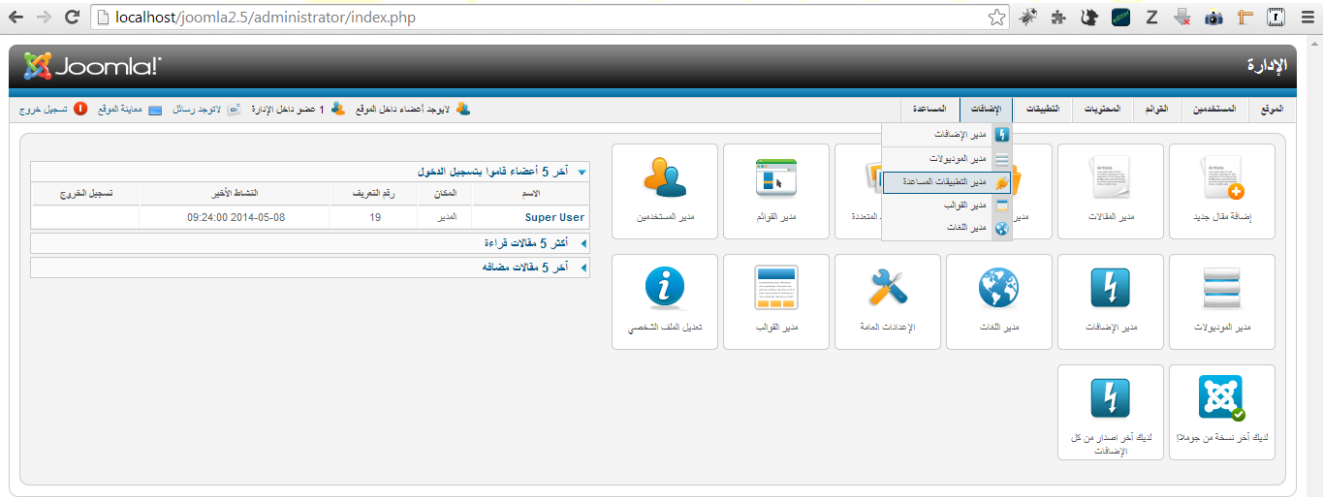 localhost/joomla2.5/administrator/index.php
Joomla!
الإدارة
الموقع المستخدمين القوائم المحتويات التطبيقات الإضافات المساعدة
لايوجد أعضاء داخل الموقع 1 عضو داخل الإدارة لاتوجد رسائل معاينة الموقع تسجيل خروج
مدير الإضافات
مدير الموديولات
مدير التطبيقات المساعدة
مدير القوالب
مدير اللغات
إضافة مقال جديد
مدير المقالات
مدير
المتعددة
مدير القوائم
مدير المستخدمين
مدير الموديولات
مدير الإضافات
مدير اللغات
الإعدادات العامة
مدير القوالب
تعديل الملف الشخصي
لديك أخر نسخة من جوملا!
لديك أخر اصدار من كل
الإضافات
آخر 5 أعضاء قاموا بتسجيل الدخول
الاسم المكان رقم التعريف النشاط الأخير تسجيل الخروج
Super User المدير 19 2014-05-08 09:24:00
أكثر 5 مقالات قراءة
آخر 5 مقالات مضافه